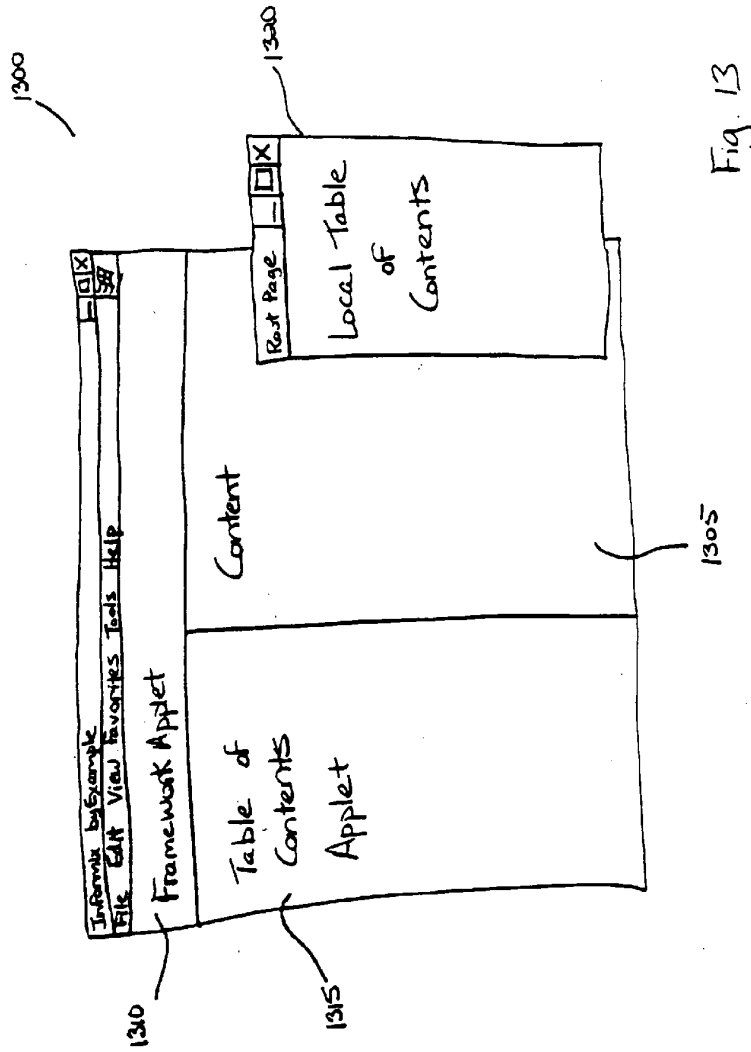 1300
Informix by Example
File Edit View Favorites Tools Help
Framework Applet
1310
Table of
Contents
Applet
1315
Content
1305
Root Page
Local Table
of
Contents
1320
Fig. 13